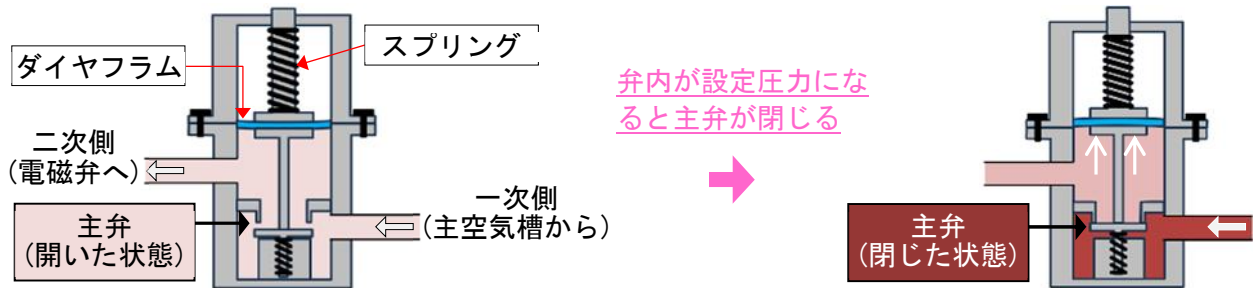 ダイヤフラム
スプリング
二次側
(電磁弁へ)
一次側
(主空気槽から)
主弁
(開いた状態)
弁内が設定圧力にな
ると主弁が閉じる
主弁
(閉じた状態)